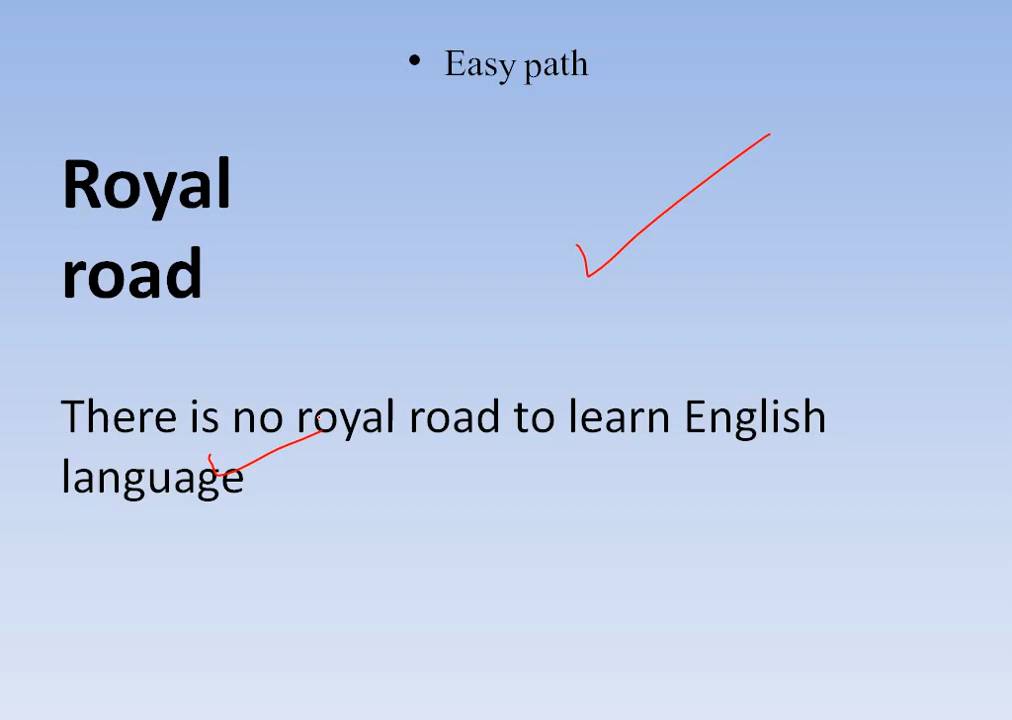 • Easy path
Royal
road
There is no royal road to learn English
language